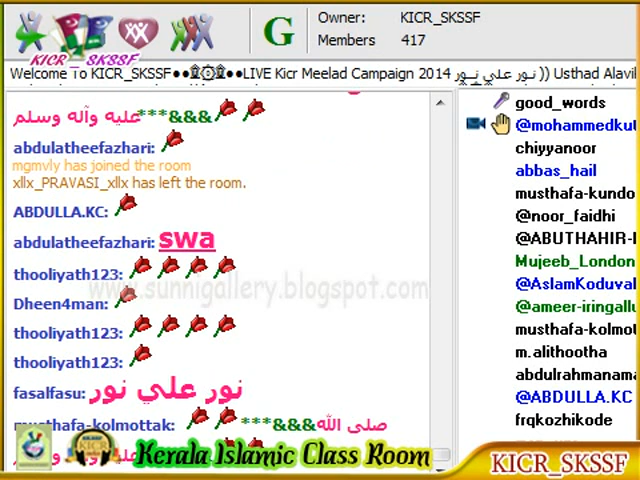 Owner: KICR_SKSSF
G
Members 417
KICR_SKSSF
Welcome To KICR_SKSSF●●۩۞۩●●LIVE Kicr Meelad Campaign 2014 نـور علي نـور )) Usthad Alavil
عليه وآله وسلم***&&&
abdulatheefazhari:
mgmvly has joined the room
xllx_PRAVASI_xllx has left the room.
ABDULLA.KC:
abdulatheefazhari: swa
thooliyath123:
www.sunnigallery.blogspot.com
Dheen4man:
thooliyath123:
thooliyath123:
fasalfasu: نور علي نور
musthafa-kolmottak: ***&&&صلى الله
good_words
@mohammedkut
chiyyanoor
abbas_hail
musthafa-kundo
@noor_faidhi
@ABUTHAHIR-
Mujeeb_London
@AslamKoduval
@ameer-iringallu
musthafa-kolmot
m.alithootha
abdulrahmanama
@ABDULLA.KC
frqkozhikode
Kerala Islamic Class Room
KICR_SKSSF